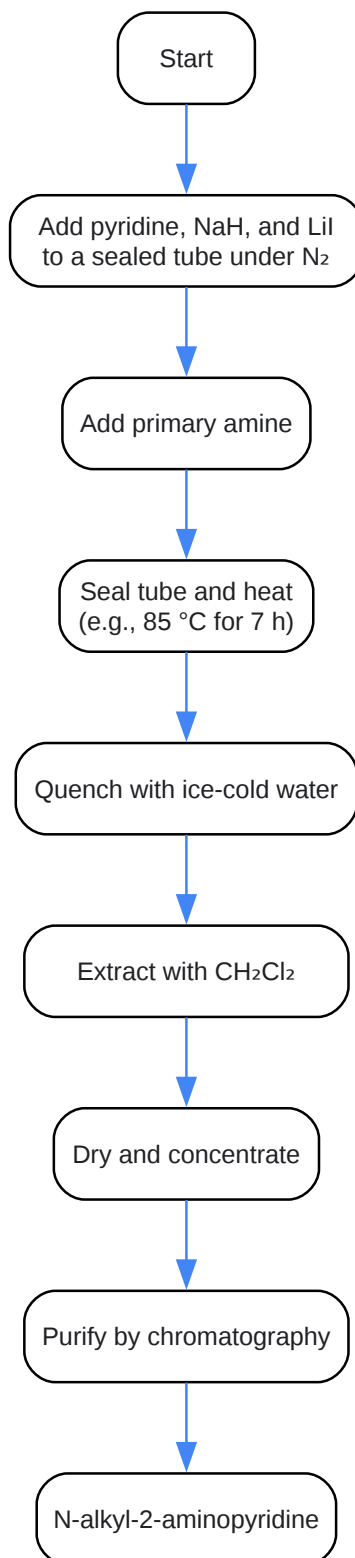 Start
Add pyridine, NaH, and LiI
to a sealed tube under N₂
Add primary amine
Seal tube and heat
(e.g., 85 °C for 7 h)
Quench with ice-cold water
Extract with CH₂Cl₂
Dry and concentrate
Purify by chromatography
N-alkyl-2-aminopyridine